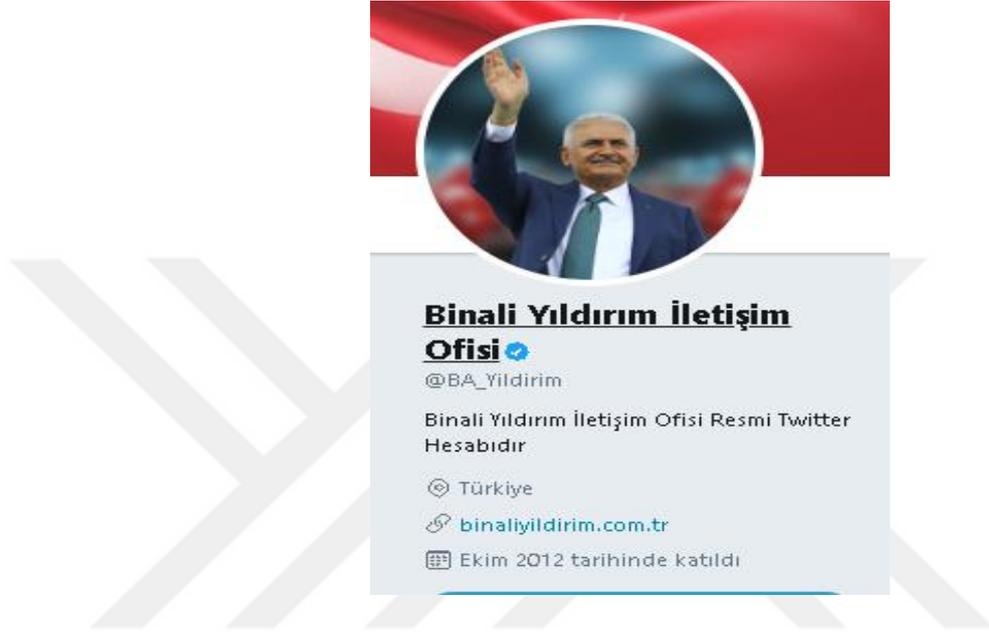 Binali Yıldırım İletişim
Ofisi
@BA_Yildirim
Binali Yıldırım İletişim Ofisi Resmi Twitter
Hesabıdır
Türkiye
binaliyildirim.com.tr
Ekim 2012 tarihinde katıldı